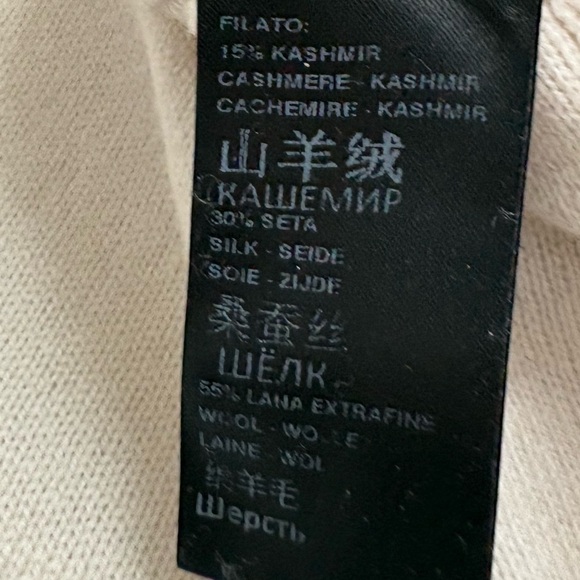 FILATO:
15% KASHMIR
CASHMERE - KASHMIR
CACHEMIRE - KASHMIR
山羊绒
КАШЕМИР
30% SETA
SILK - SEIDE
SOIE - ZIJDE
桑蚕丝
ШЁЛК
55% LANA EXTRAFINE
WOOL - WOLLE
LAINE - WOL
绵羊毛
Шерсть